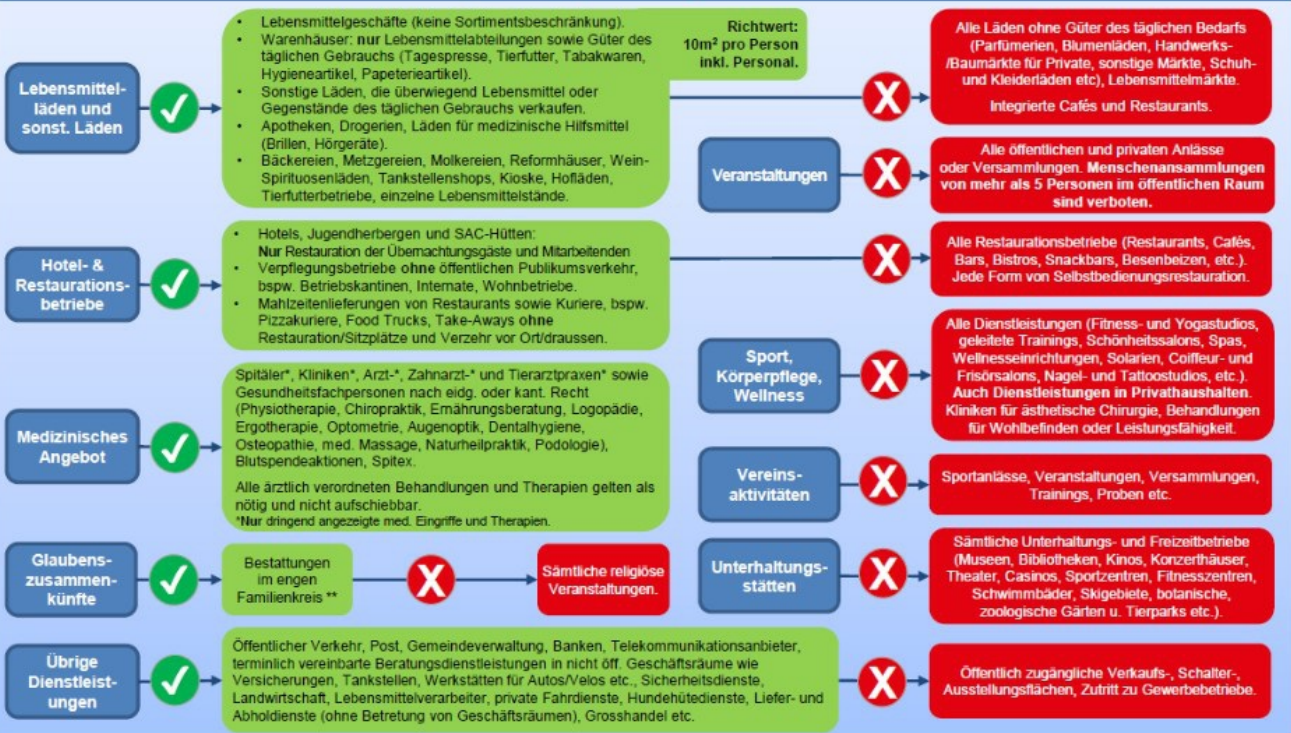 Lebensmittel-
läden und
sonst. Läden
• Lebensmittelgeschäfte (keine Sortimentsbeschränkung).
• Warenhäuser: nur Lebensmittelabteilungen sowie Güter des
täglichen Gebrauchs (Tagespresse, Tierfutter, Tabakwaren,
Hygieneartikel, Papeterieartikel).
• Sonstige Läden, die überwiegend Lebensmittel oder
Gegenstände des täglichen Gebrauchs verkaufen.
• Apotheken, Drogerien, Läden für medizinische Hilfsmittel
(Brillen, Hörgeräte).
• Bäckereien, Metzgereien, Molkereien, Reformhäuser, Wein-
Spirituosenläden, Tankstellenshops, Kioske, Hofläden,
Tierfutterbetriebe, einzelne Lebensmittelstände.
Richtwert:
10m² pro Person
inkl. Personal.
X
Alle Läden ohne Güter des täglichen Bedarfs
(Parfümerien, Blumenläden, Handwerks-
/Baumärkte für Private, sonstige Märkte, Schuh-
und Kleiderläden etc), Lebensmittelmärkte.
Integrierte Cafés und Restaurants.
Veranstaltungen
X
Alle öffentlichen und privaten Anlässe
oder Versammlungen. Menschenansammlungen
von mehr als 5 Personen im öffentlichen Raum
sind verboten.
Hotel- &
Restaurations-
betriebe
• Hotels, Jugendherbergen und SAC-Hütten:
Nur Restauration der Übernachtungsgäste und Mitarbeitenden
• Verpflegungsbetriebe ohne öffentlichen Publikumsverkehr,
bspw. Betriebskantinen, Internate, Wohnbetriebe.
• Mahlzeitenlieferungen von Restaurants sowie Kuriere, bspw.
Pizzakuriere, Food Trucks, Take-Aways ohne
Restauration/Sitzplätze und Verzehr vor Ort/draussen.
X
Alle Restaurationsbetriebe (Restaurants, Cafés,
Bars, Bistros, Snackbars, Besenbeizen, etc.).
Jede Form von Selbstbedienungsrestauration.
Sport,
Körperpflege,
Wellness
X
Alle Dienstleistungen (Fitness- und Yogastudios,
geleitete Trainings, Schönheitssalons, Spas,
Wellnesseinrichtungen, Solarien, Coiffeur- und
Frisörsalons, Nagel- und Tattoostudios, etc.).
Auch Dienstleistungen in Privathaushalten.
Kliniken für ästhetische Chirurgie, Behandlungen
für Wohlbefinden oder Leistungsfähigkeit.
Medizinisches
Angebot
Spitäler*, Kliniken*, Arzt-*, Zahnarzt-* und Tierarztpraxen* sowie
Gesundheitsfachpersonen nach eidg. oder kant. Recht
(Physiotherapie, Chiropraktik, Ernährungsberatung, Logopädie,
Ergotherapie, Optometrie, Augenoptik, Dentalhygiene,
Osteopathie, med. Massage, Naturheilpraktik, Podologie),
Blutspendeaktionen, Spitex.
Alle ärztlich verordneten Behandlungen und Therapien gelten als
nötig und nicht aufschiebbar.
*Nur dringend angezeigte med. Eingriffe und Therapien.
Vereins-
aktivitäten
X
Sportanlässe, Veranstaltungen, Versammlungen,
Trainings, Proben etc.
Glaubens-
zusammen-
künfte
Bestattungen
im engen
Familienkreis **
X
Sämtliche religiöse
Veranstaltungen.
Unterhaltungs-
stätten
X
Sämtliche Unterhaltungs- und Freizeitbetriebe
(Museen, Bibliotheken, Kinos, Konzerthäuser,
Theater, Casinos, Sportzentren, Fitnesszentren,
Schwimmbäder, Skigebiete, botanische,
zoologische Gärten u. Tierparks etc.).
Übrige
Dienstleist-
ungen
Öffentlicher Verkehr, Post, Gemeindeverwaltung, Banken, Telekommunikationsanbieter,
terminlich vereinbarte Beratungsdienstleistungen in nicht öff. Geschäftsräume wie
Versicherungen, Tankstellen, Werkstätten für Autos/Velos etc., Sicherheitsdienste,
Landwirtschaft, Lebensmittelverarbeiter, private Fahrdienste, Hundehütedienste, Liefer- und
Abholdienste (ohne Betretung von Geschäftsräumen), Grosshandel etc.
X
Öffentlich zugängliche Verkaufs-, Schalter-,
Ausstellungsflächen, Zutritt zu Gewerbebetriebe.